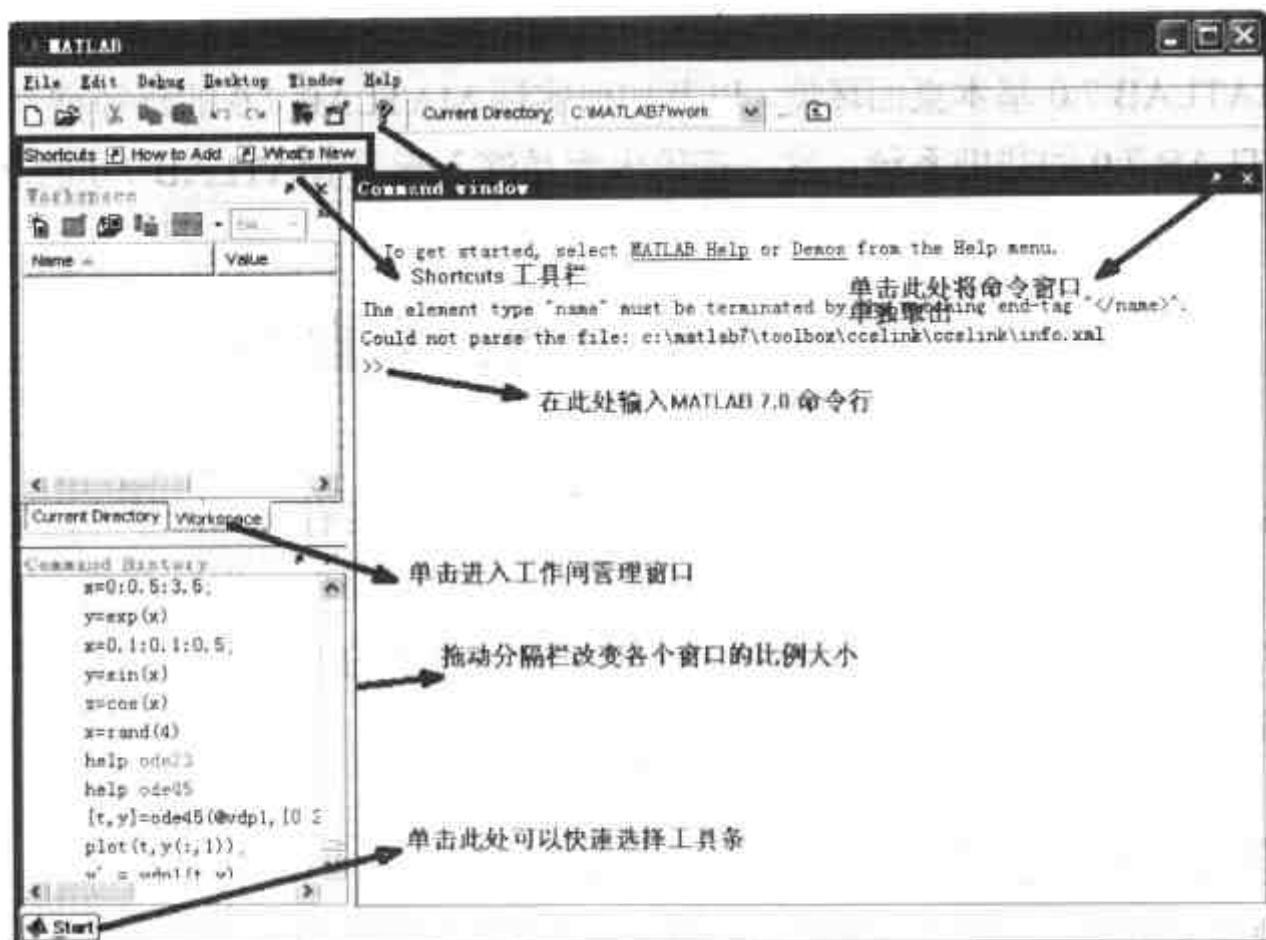 MATLAB
File Edit Debug Desktop Window Help
Current Directory: C:\MATLAB7\work
Shortcuts How to Add What's New
Workspace
Name Value
Current Directory Workspace
Command History
x=0:0.5:3.5;
y=exp(x)
x=0.1:0.1:0.5;
y=sin(x)
z=cos(x)
x=rand(4)
help ode23
help ode45
[t,y]=ode45(@vdp1,[0 2
plot(t,y(:,1));
y' = vdp1(t,y)
Start
Command window
To get started, select MATLAB Help or Demos from the Help menu.
Shortcuts 工具栏
单击此处将命令窗口
单独取出
The element type "name" must be terminated by the matching end-tag "</name>".
Could not parse the file: c:\matlab7\toolbox\ccslink\ccslink\info.xml
>>
在此处输入MATLAB 7.0 命令行
单击进入工作间管理窗口
拖动分隔栏改变各个窗口的比例大小
单击此处可以快速选择工具条